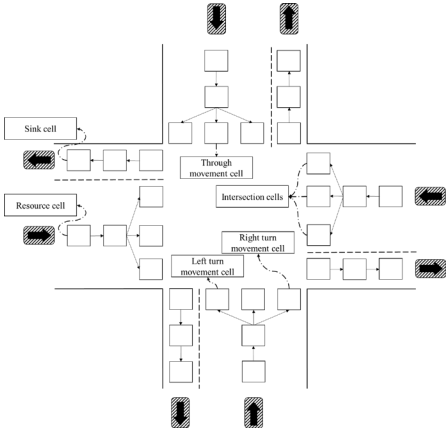 Sink cell
Through
movement cell
Resource cell
Intersection cells
Right turn
movement cell
Left turn
movement cell